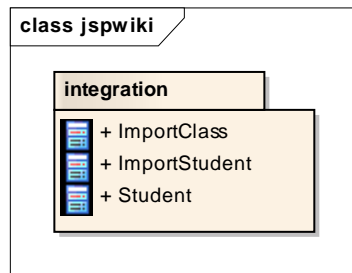 class jspwiki
integration
+ ImportClass
+ ImportStudent
+ Student